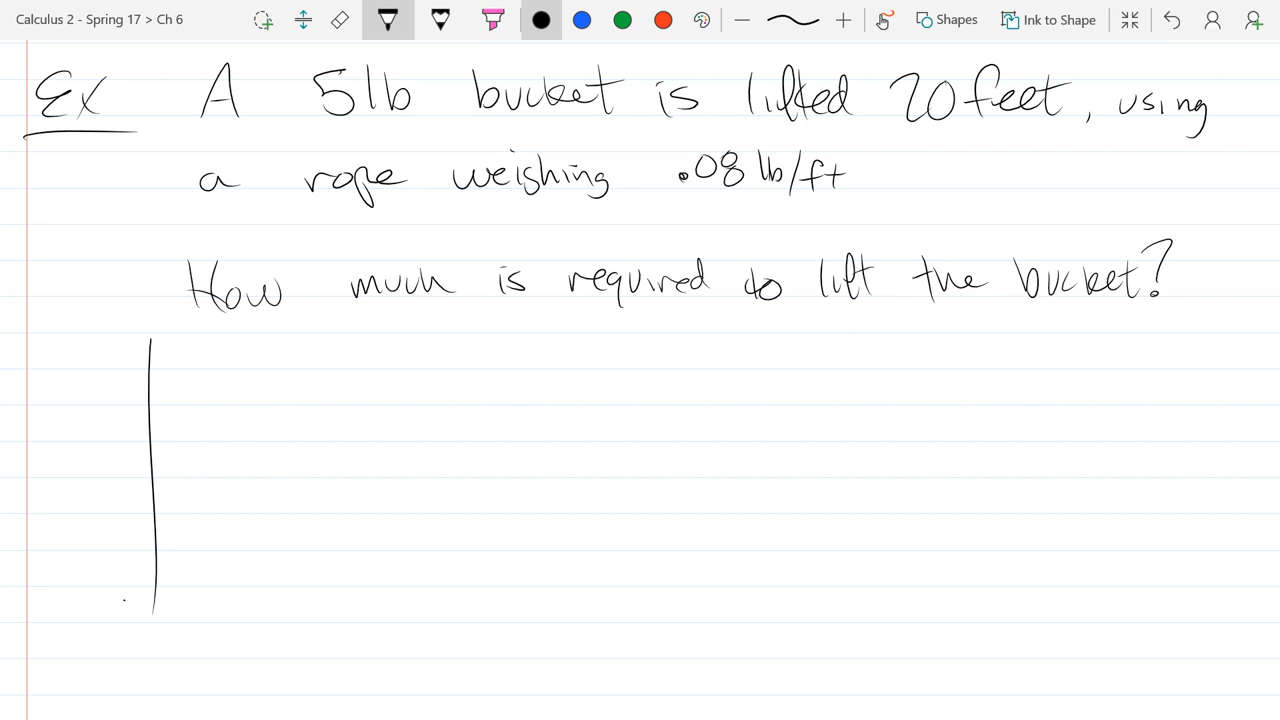 Calculus 2 - Spring 17 > Ch 6 Shapes Ink to Shape
Ex A 5lb bucket is lifted 20 feet, using
a rope weighing .08 lb/ft
How much is required to lift the bucket?